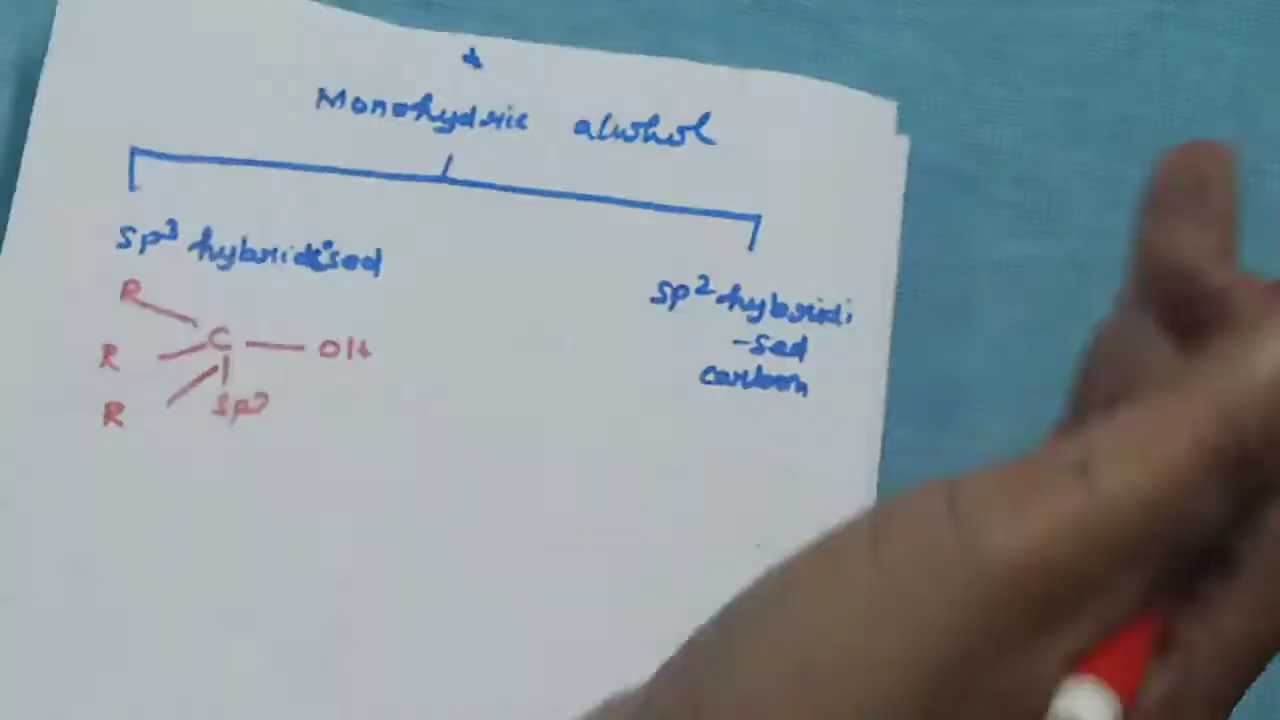 Monohydric alcohol
Sp³ hybridised
Sp² hybridi
-sed
carbon
R
C — OH
R
R
Sp³